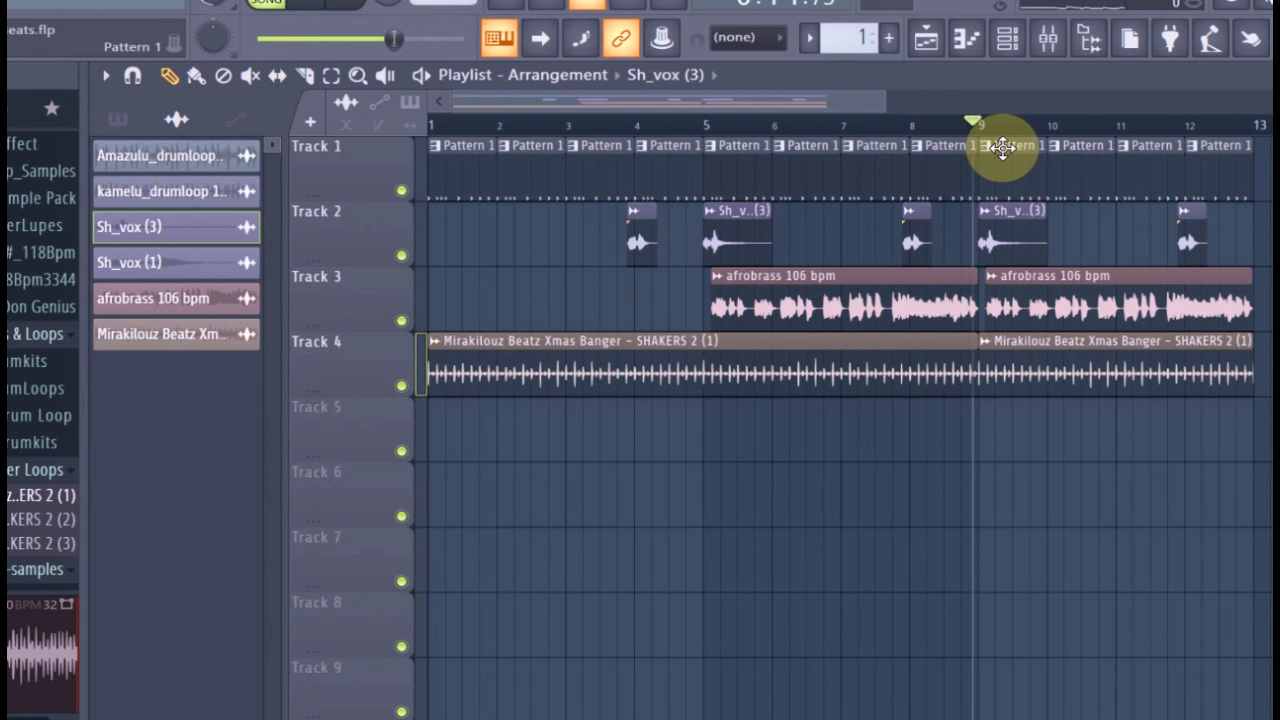 SONG
eats.flp
Pattern 1
(none)
1
Playlist - Arrangement Sh_vox (3)
1 2 3 4 5 6 7 8 9 10 11 12 13
Track 1
Pattern 1 Pattern 1 Pattern 1 Pattern 1 Pattern 1 Pattern 1 Pattern 1 Pattern 1 Pattern 1 Pattern 1 Pattern 1 Pattern 1
Track 2
Sh_v..(3) Sh_v..(3)
Track 3
afrobrass 106 bpm afrobrass 106 bpm
Track 4
Mirakilouz Beatz Xmas Banger - SHAKERS 2 (1) Mirakilouz Beatz Xmas Banger - SHAKERS 2 (1)
Track 5
Track 6
Track 7
Track 8
Track 9
Amazulu_drumloop..
kamelu_drumloop 1..
Sh_vox (3)
Sh_vox (1)
afrobrass 106 bpm
Mirakilouz Beatz Xm..
ffect
p_Samples
mple Pack
erLupes
#_118Bpm
8Bpm3344
Don Genius
s & Loops
mkits
umLoops
rum Loop
rumkits
er Loops
z..ERS 2 (1)
.KERS 2 (2)
.KERS 2 (3)
-samples
BPM 32